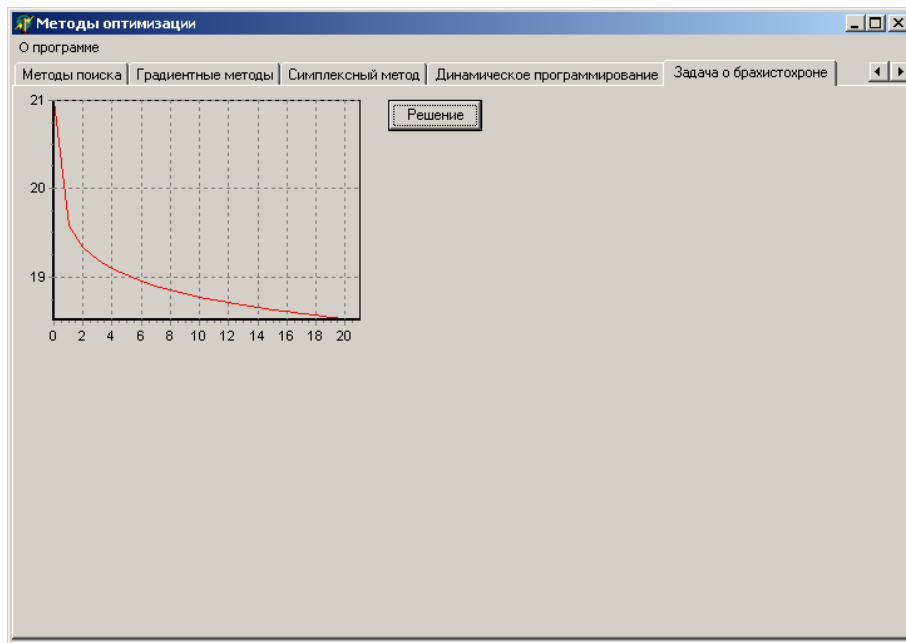 Методы оптимизации
О программе
Методы поиска Градиентные методы Симплексный метод Динамическое программирование Задача о брахистохроне
Решение
21
20
19
0 2 4 6 8 10 12 14 16 18 20